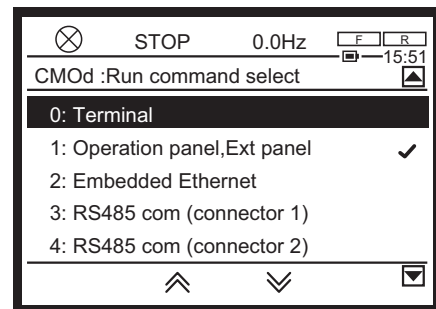 STOP 0.0Hz F R
15:51
CMOd :Run command select
0: Terminal
1: Operation panel,Ext panel
2: Embedded Ethernet
3: RS485 com (connector 1)
4: RS485 com (connector 2)